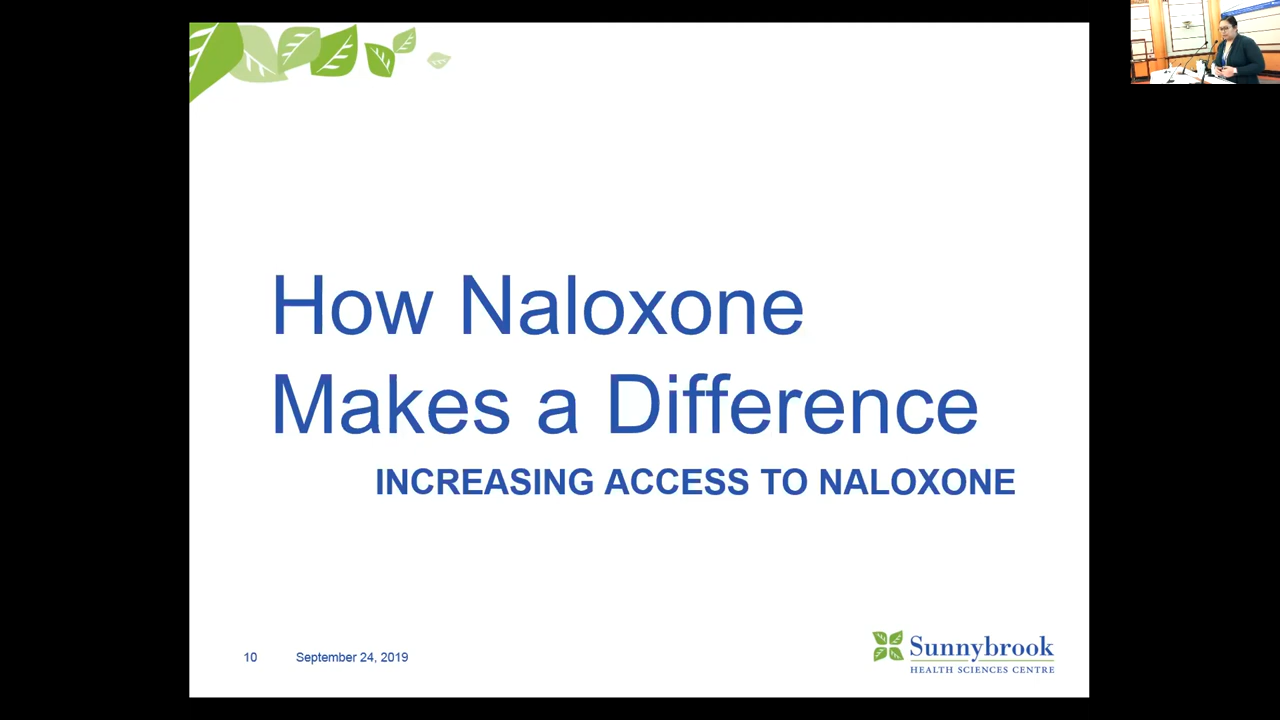 How Naloxone
Makes a Difference
INCREASING ACCESS TO NALOXONE
10 September 24, 2019
Sunnybrook
HEALTH SCIENCES CENTRE